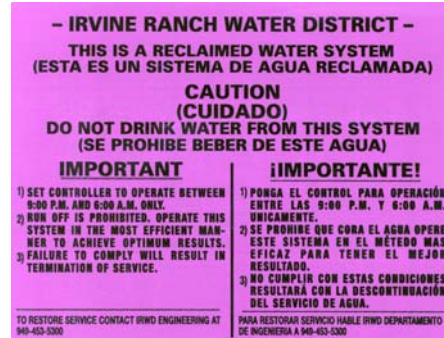 – IRVINE RANCH WATER DISTRICT –
THIS IS A RECLAIMED WATER SYSTEM
(ESTA ES UN SISTEMA DE AGUA RECLAMADA)
CAUTION
(CUIDADO)
DO NOT DRINK WATER FROM THIS SYSTEM
(SE PROHIBE BEBER DE ESTE AGUA)
IMPORTANT
1) SET CONTROLLER TO OPERATE BETWEEN
9:00 P.M. AND 6:00 A.M. ONLY.
2) RUN OFF IS PROHIBITED. OPERATE THIS
SYSTEM IN THE MOST EFFICIENT MAN-
NER TO ACHIEVE OPTIMUM RESULTS.
3) FAILURE TO COMPLY WILL RESULT IN
TERMINATION OF SERVICE.
TO RESTORE SERVICE CONTACT IRWD ENGINEERING AT
949-453-5300
¡IMPORTANTE!
1) PONGA EL CONTROL PARA OPERACIÓN
ENTRE LAS 9:00 P.M. Y 6:00 A.M.
UNICAMENTE.
2) SE PROHIBE QUE CORA EL AGUA OPERE
ESTE SISTEMA EN EL MÉTEDO MAS
EFICAZ PARA TENER EL MEJOR
RESULTADO.
3) NO CUMPLIR CON ESTAS CONDICIONES
RESULTARÁ CON LA DESCONTINUACIÓN
DEL SERVICIO DE AGUA.
PARA RESTORAR SERVICIO HABLE IRWD DEPARTAMENTO
DE INGENIERIA A 949-453-5300